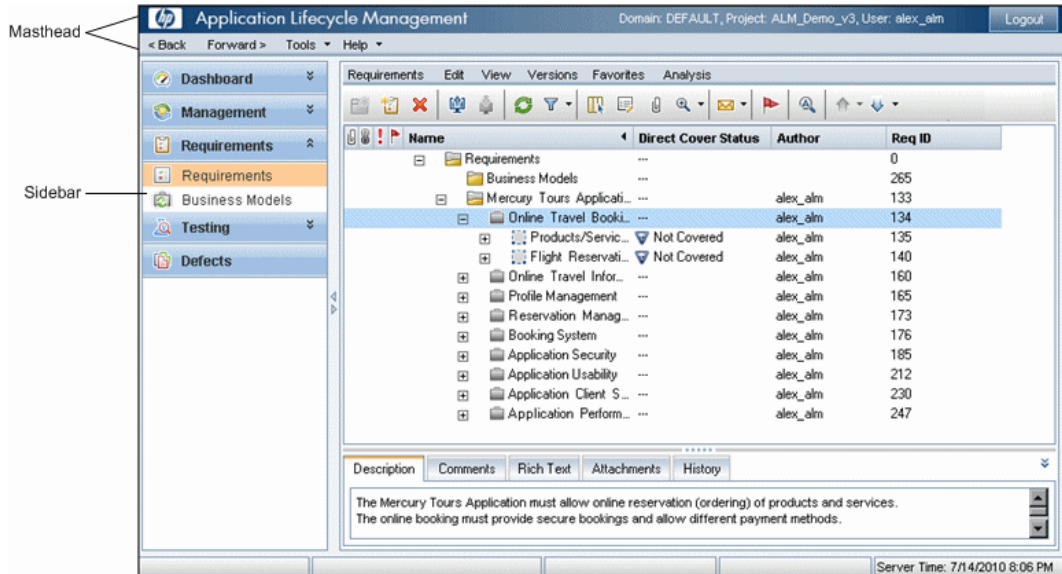 Masthead
Sidebar
hp Application Lifecycle Management Domain: DEFAULT, Project: ALM_Demo_v3, User: alex_alm Logout
< Back Forward > Tools Help
Dashboard
Management
Requirements
Requirements
Business Models
Testing
Defects
Requirements Edit View Versions Favorites Analysis
Name Direct Cover Status Author Req ID
Requirements --- 0
Business Models --- 265
Mercury Tours Applicati... --- alex_alm 133
Online Travel Booki... --- alex_alm 134
Products/Servic... Not Covered alex_alm 135
Flight Reservati... Not Covered alex_alm 140
Online Travel Infor... --- alex_alm 160
Profile Management --- alex_alm 165
Reservation Manag... --- alex_alm 173
Booking System --- alex_alm 176
Application Security --- alex_alm 185
Application Usability --- alex_alm 212
Application Client S... --- alex_alm 230
Application Perform... --- alex_alm 247
Description Comments Rich Text Attachments History
The Mercury Tours Application must allow online reservation (ordering) of products and services.
The online booking must provide secure bookings and allow different payment methods.
Server Time: 7/14/2010 8:06 PM